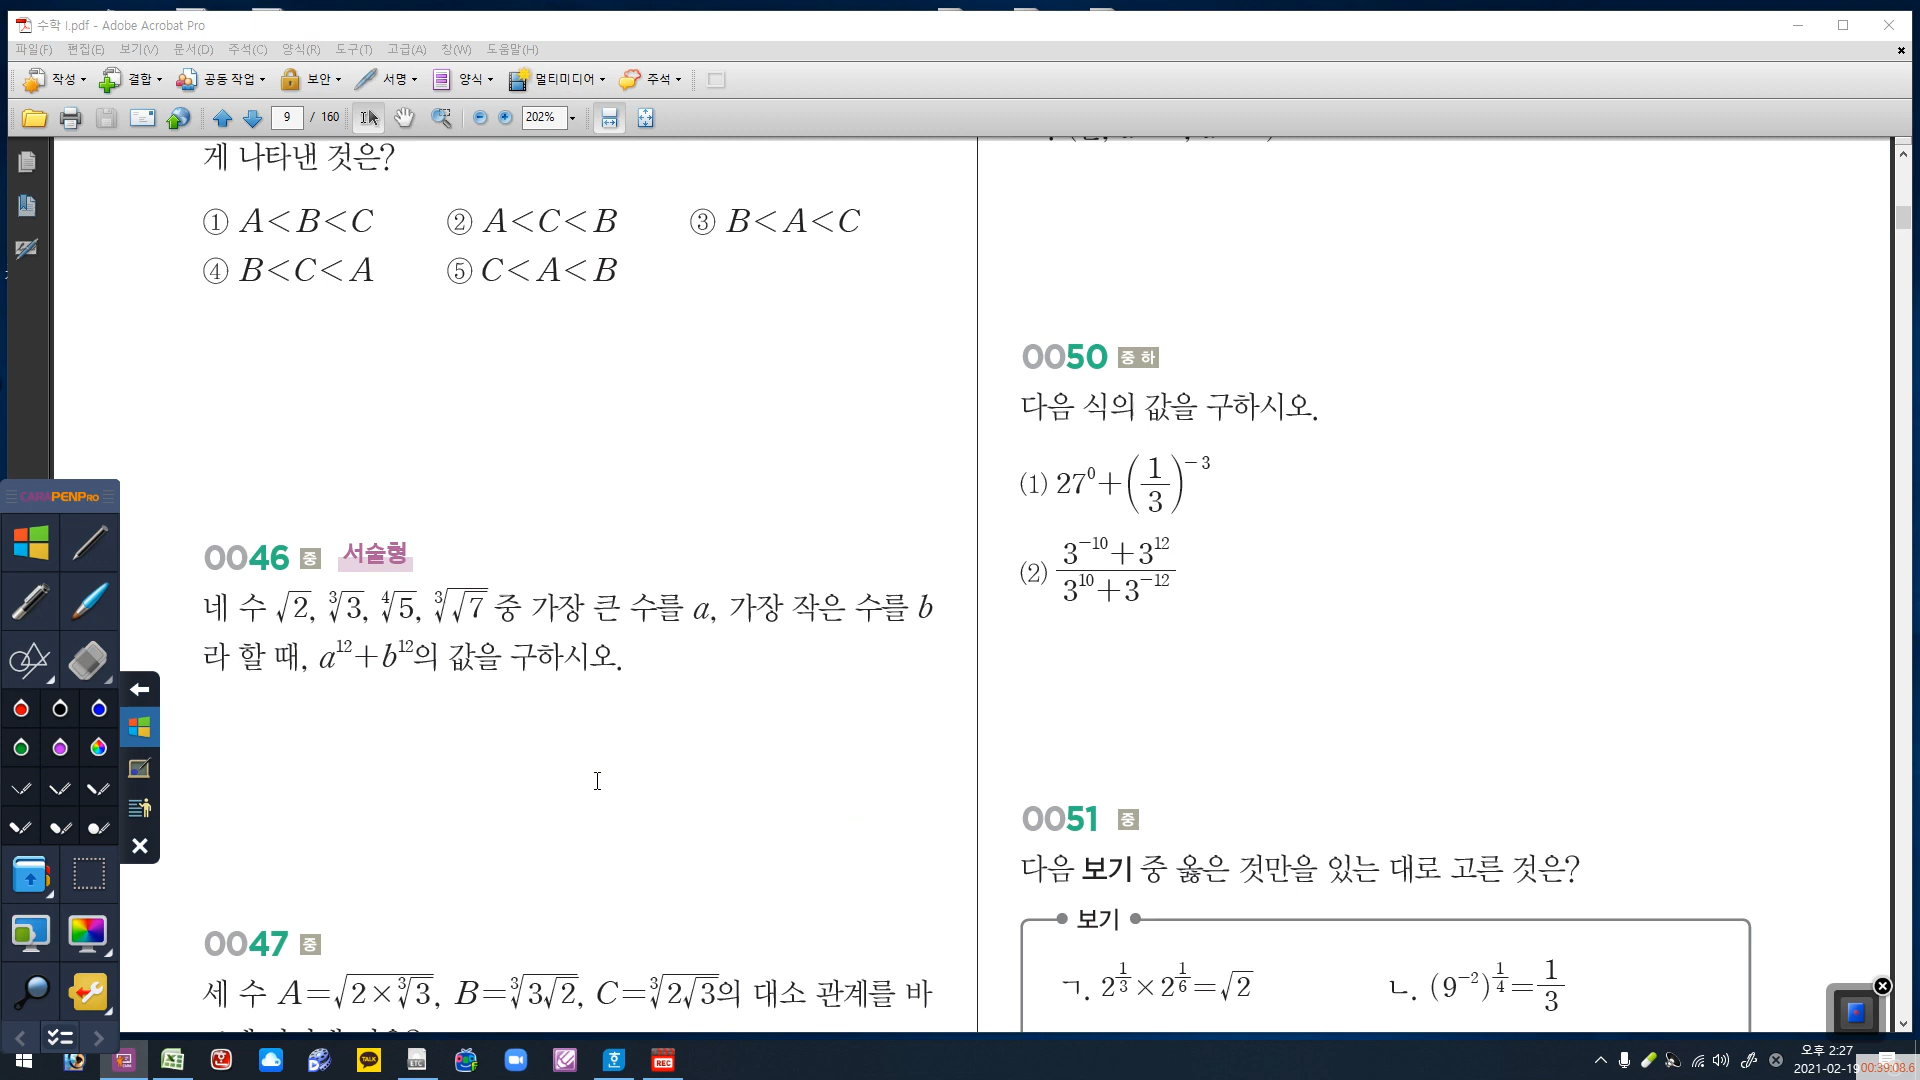 수학 I.pdf - Adobe Acrobat Pro
파일(F) 편집(E) 보기(V) 문서(D) 주석(C) 양식(R) 도구(T) 고급(A) 창(W) 도움말(H)
작성 결합 공동 작업 보안 서명 양식 멀티미디어 주석
9 / 160 202%
게 나타낸 것은?
① A<B<C ② A<C<B ③ B<A<C
④ B<C<A ⑤ C<A<B
0046 중 서술형
네 수 √2, ∛3, ∜5, ∛√7 중 가장 큰 수를 a, 가장 작은 수를 b
라 할 때, a¹²+b¹²의 값을 구하시오.
0047 중
세 수 A=√(2×∛3), B=∛(3√2), C=∛(2√3)의 대소 관계를 바
0050 중 하
다음 식의 값을 구하시오.
(1) 27⁰+(1/3)⁻³
(2) (3⁻¹⁰+3¹²)/(3¹⁰+3⁻¹²)
0051 중
다음 보기 중 옳은 것만을 있는 대로 고른 것은?
보기
ㄱ. 2^(1/3)×2^(1/6)=√2 ㄴ. (9⁻²)^(1/4)=1/3
CARAPENPRO
TALK
REC
오후 2:27
2021-02-19
00:39:08.6